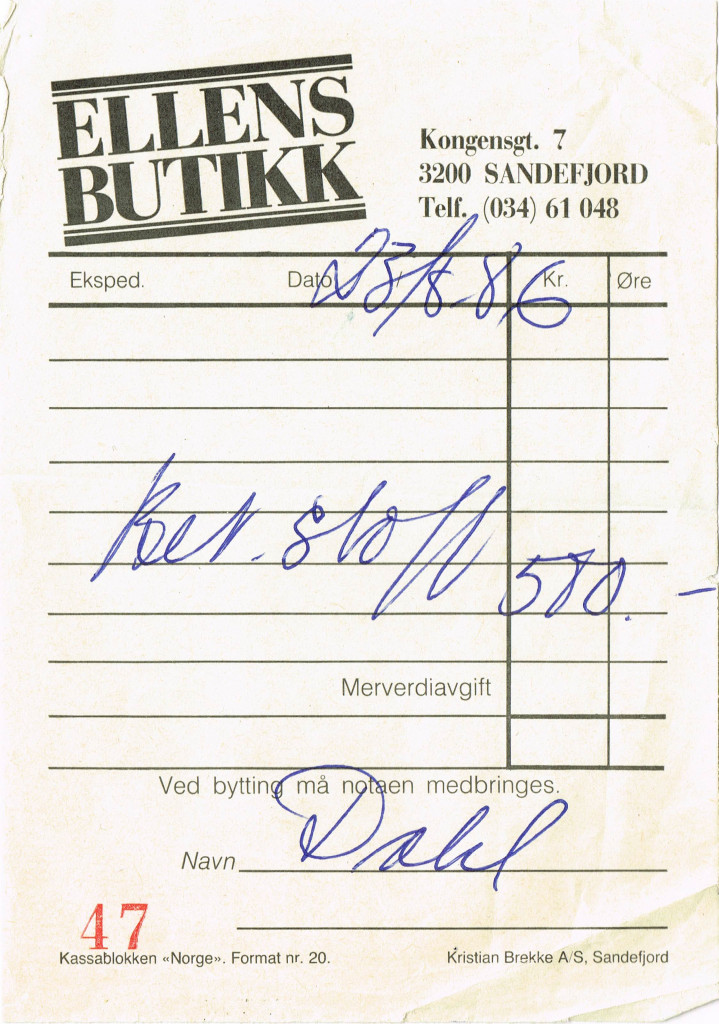 ELLENS
BUTIKK
Kongensgt. 7
3200 SANDEFJORD
Telf. (034) 61 048
Eksped. Dato 23/8-86 Kr. Øre
Bet. stoff 580.-
Merverdiavgift
Ved bytting må notaen medbringes.
Navn Dahl
47
Kassablokken «Norge». Format nr. 20. Kristian Brekke A/S, Sandefjord